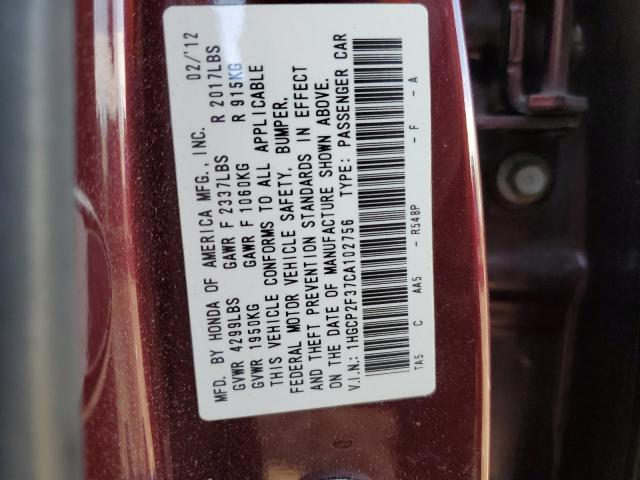 MFD. BY HONDA OF AMERICA MFG., INC. 02/'12
GVWR 4299LBS GAWR F 2337LBS R 2017LBS
GVWR 1950KG GAWR F 1060KG R 915KG
THIS VEHICLE CONFORMS TO ALL APPLICABLE
FEDERAL MOTOR VEHICLE SAFETY, BUMPER,
AND THEFT PREVENTION STANDARDS IN EFFECT
ON THE DATE OF MANUFACTURE SHOWN ABOVE.
V.I.N.: 1HGCP2F37CA102756 TYPE: PASSENGER CAR
TA5 C AA5 - R548P - F - A